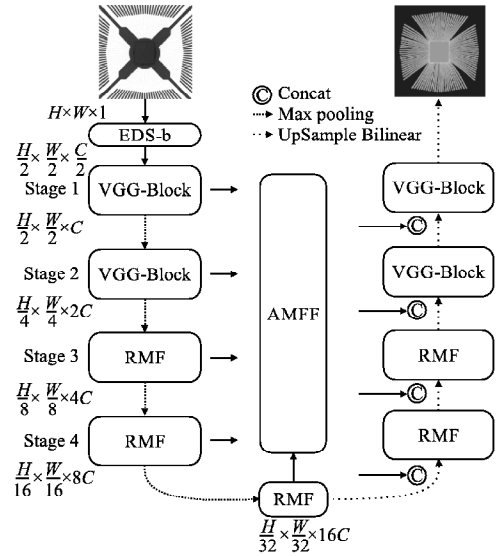 H×W×1
EDS-b
H/2 × W/2 × C/2
Stage 1
VGG-Block
H/2 × W/2 ×C
Stage 2
VGG-Block
H/4 × W/4 ×2C
Stage 3
RMF
H/8 × W/8 ×4C
Stage 4
RMF
H/16 × W/16 ×8C
AMFF
RMF
H/32 × W/32 ×16C
C Concat
Max pooling
UpSample Bilinear
VGG-Block
C
VGG-Block
C
RMF
C
RMF
C